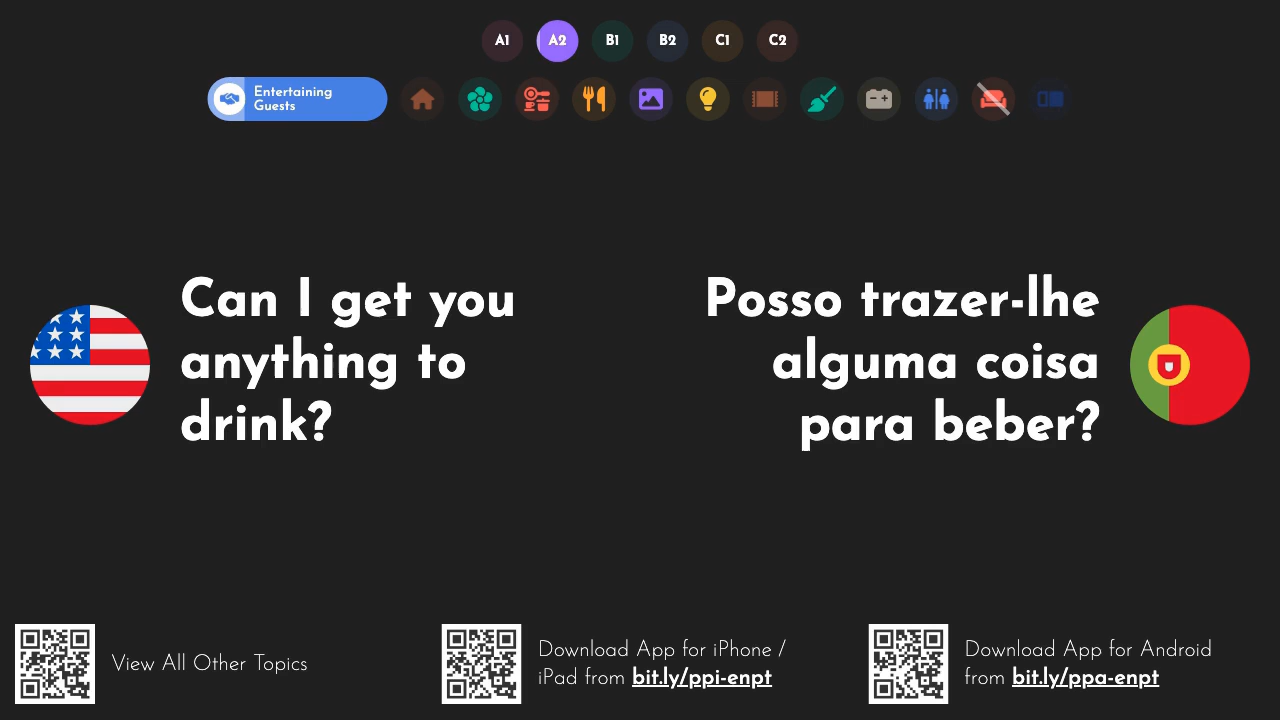 A1 A2 B1 B2 C1 C2
Entertaining
Guests
Can I get you
anything to
drink?
Posso trazer-lhe
alguma coisa
para beber?
View All Other Topics
Download App for iPhone /
iPad from bit.ly/ppi-enpt
Download App for Android
from bit.ly/ppa-enpt